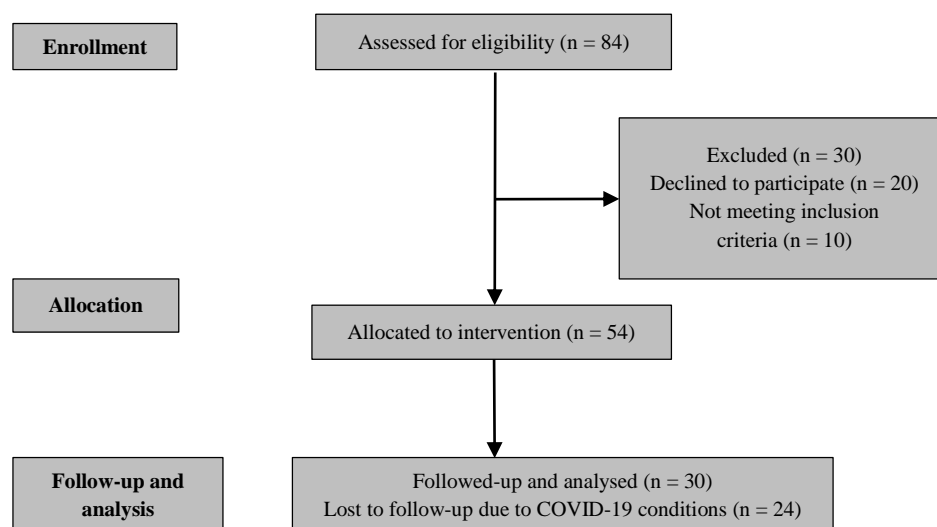 Enrollment
Assessed for eligibility (n = 84)
Excluded (n = 30)
Declined to participate (n = 20)
Not meeting inclusion
criteria (n = 10)
Allocation
Allocated to intervention (n = 54)
Follow-up and
analysis
Followed-up and analysed (n = 30)
Lost to follow-up due to COVID-19 conditions (n = 24)